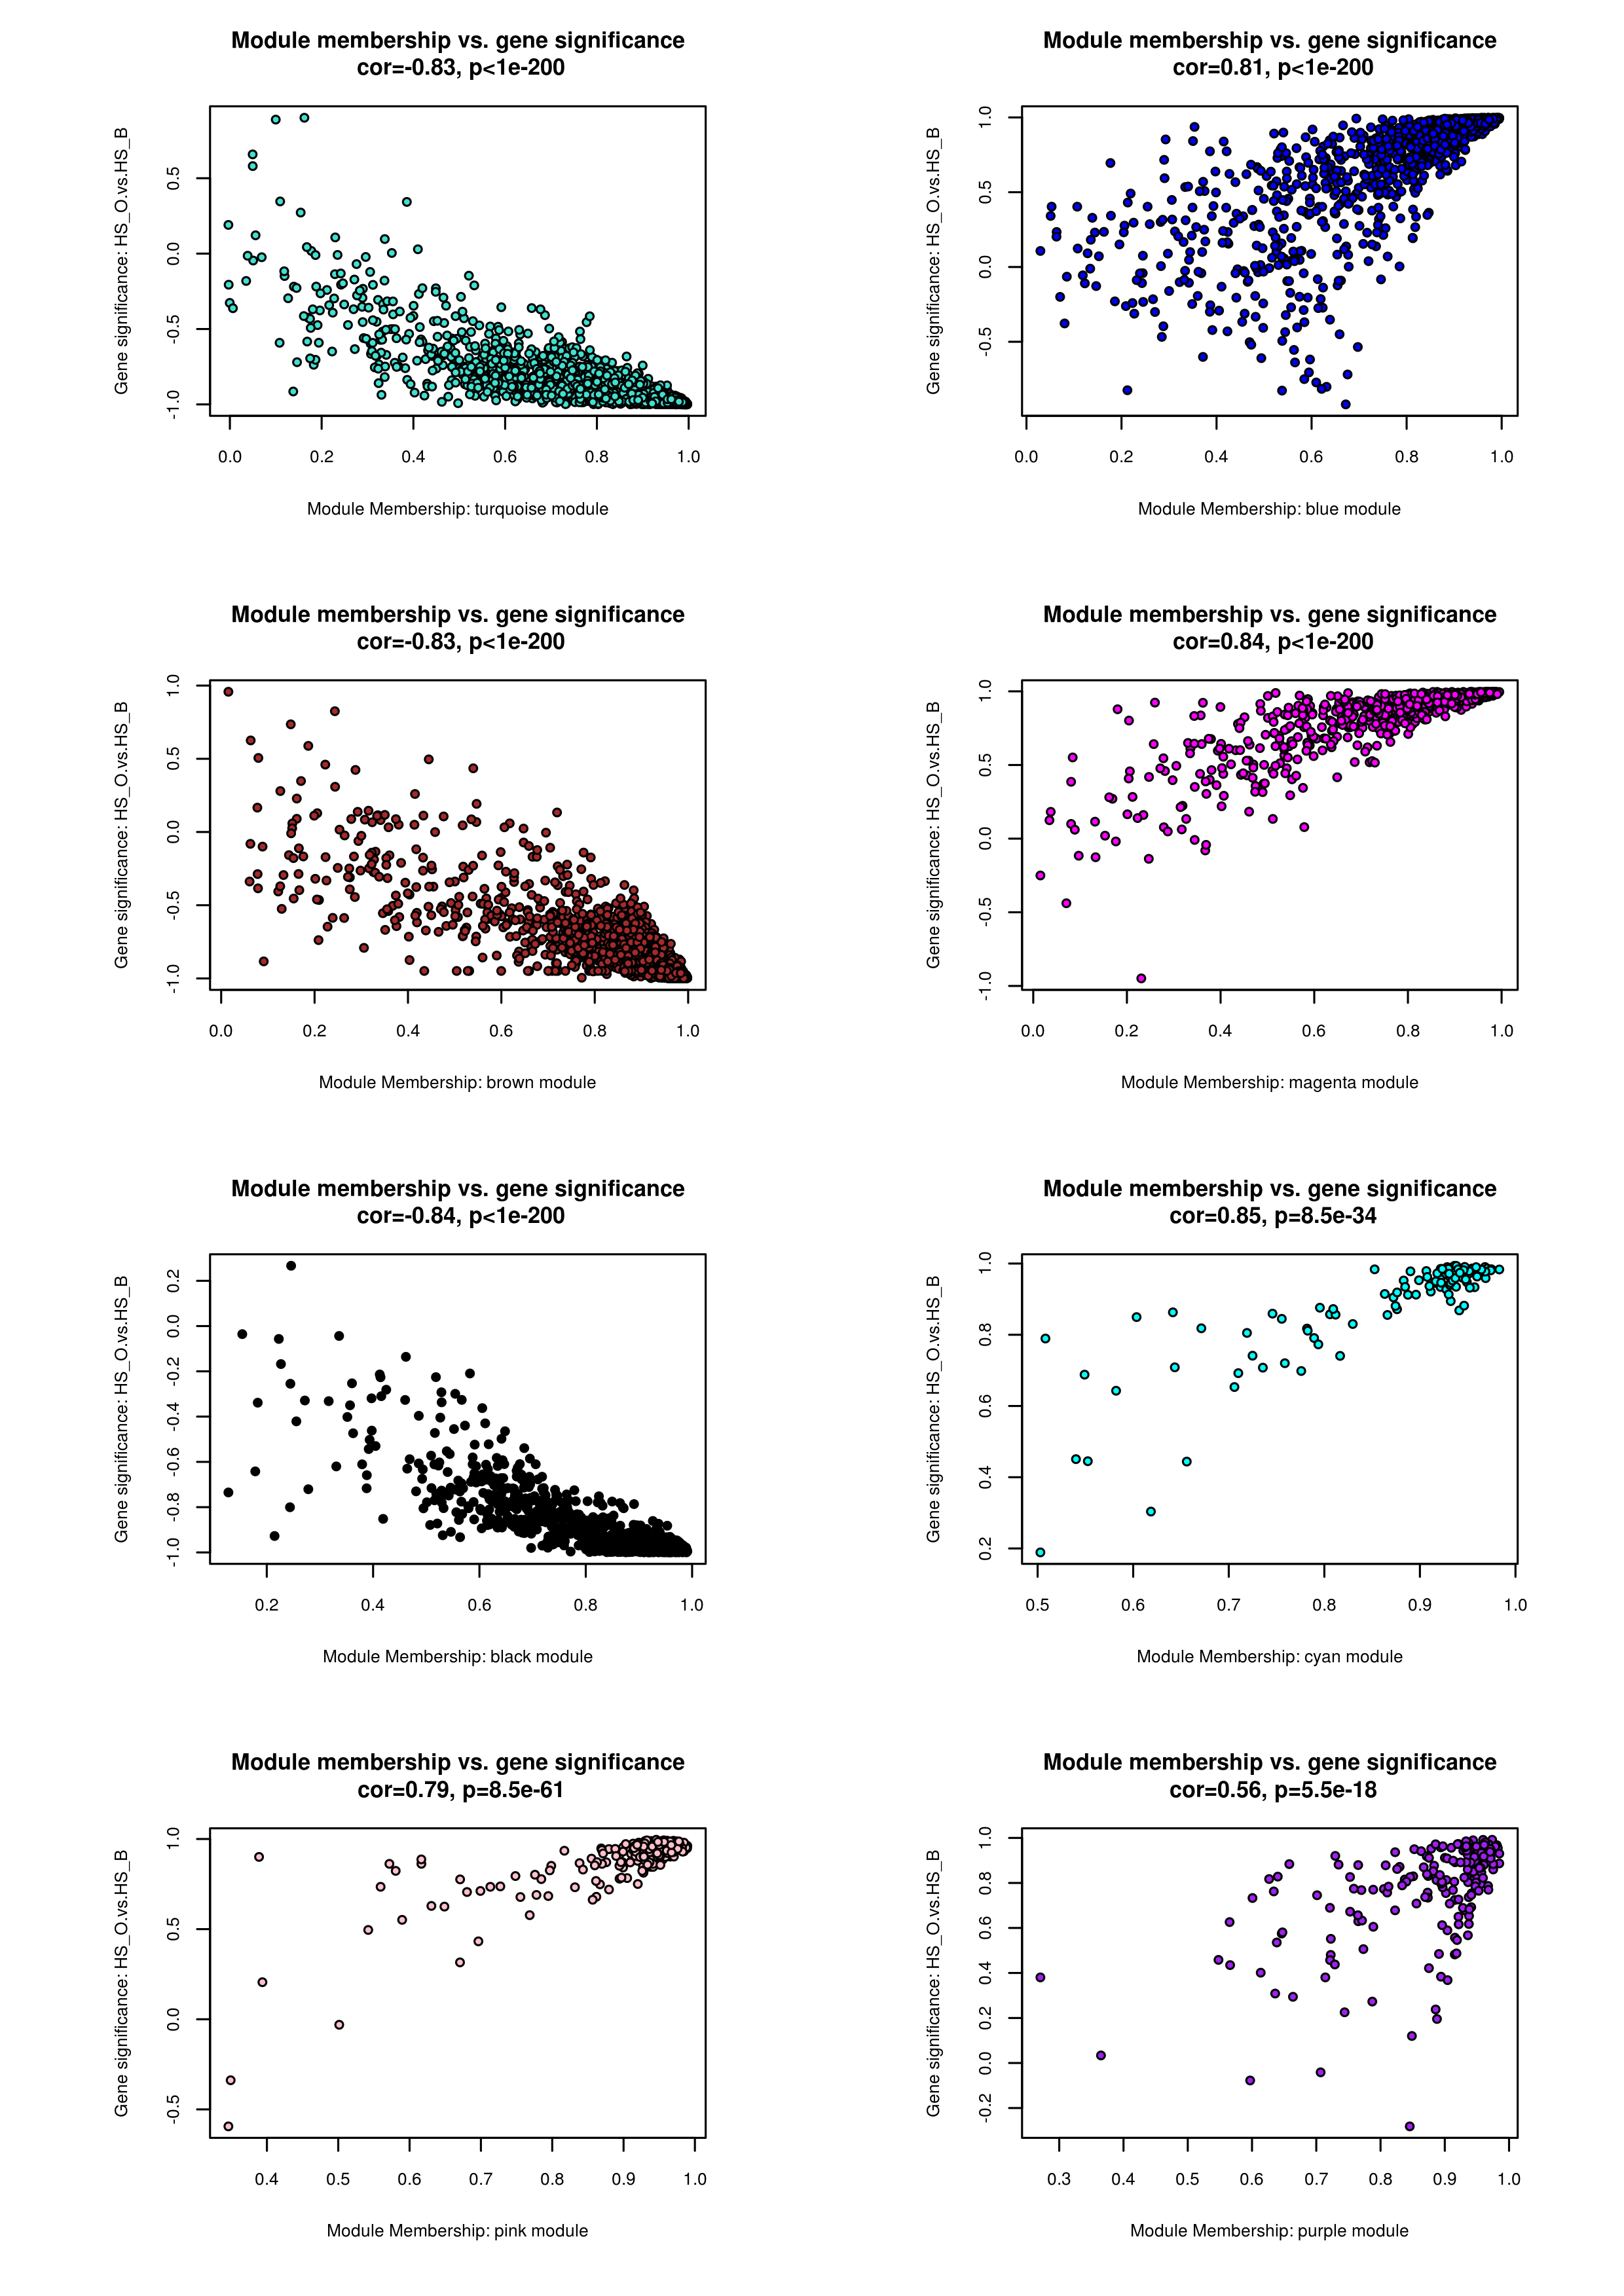 Module membership vs. gene significance
cor=-0.83, p<1e-200
Gene significance: HS_O.vs.HS_B
0.5
0.0
-0.5
-1.0
0.0 0.2 0.4 0.6 0.8 1.0
Module Membership: turquoise module
Module membership vs. gene significance
cor=0.81, p<1e-200
Gene significance: HS_O.vs.HS_B
1.0
0.5
0.0
-0.5
0.0 0.2 0.4 0.6 0.8 1.0
Module Membership: blue module
Module membership vs. gene significance
cor=-0.83, p<1e-200
Gene significance: HS_O.vs.HS_B
1.0
0.5
0.0
-0.5
-1.0
0.0 0.2 0.4 0.6 0.8 1.0
Module Membership: brown module
Module membership vs. gene significance
cor=0.84, p<1e-200
Gene significance: HS_O.vs.HS_B
1.0
0.5
0.0
-0.5
-1.0
0.0 0.2 0.4 0.6 0.8 1.0
Module Membership: magenta module
Module membership vs. gene significance
cor=-0.84, p<1e-200
Gene significance: HS_O.vs.HS_B
0.2
0.0
-0.2
-0.4
-0.6
-0.8
-1.0
0.2 0.4 0.6 0.8 1.0
Module Membership: black module
Module membership vs. gene significance
cor=0.85, p=8.5e-34
Gene significance: HS_O.vs.HS_B
1.0
0.8
0.6
0.4
0.2
0.5 0.6 0.7 0.8 0.9 1.0
Module Membership: cyan module
Module membership vs. gene significance
cor=0.79, p=8.5e-61
Gene significance: HS_O.vs.HS_B
1.0
0.5
0.0
-0.5
0.4 0.5 0.6 0.7 0.8 0.9 1.0
Module Membership: pink module
Module membership vs. gene significance
cor=0.56, p=5.5e-18
Gene significance: HS_O.vs.HS_B
1.0
0.8
0.6
0.4
0.2
0.0
-0.2
0.3 0.4 0.5 0.6 0.7 0.8 0.9 1.0
Module Membership: purple module